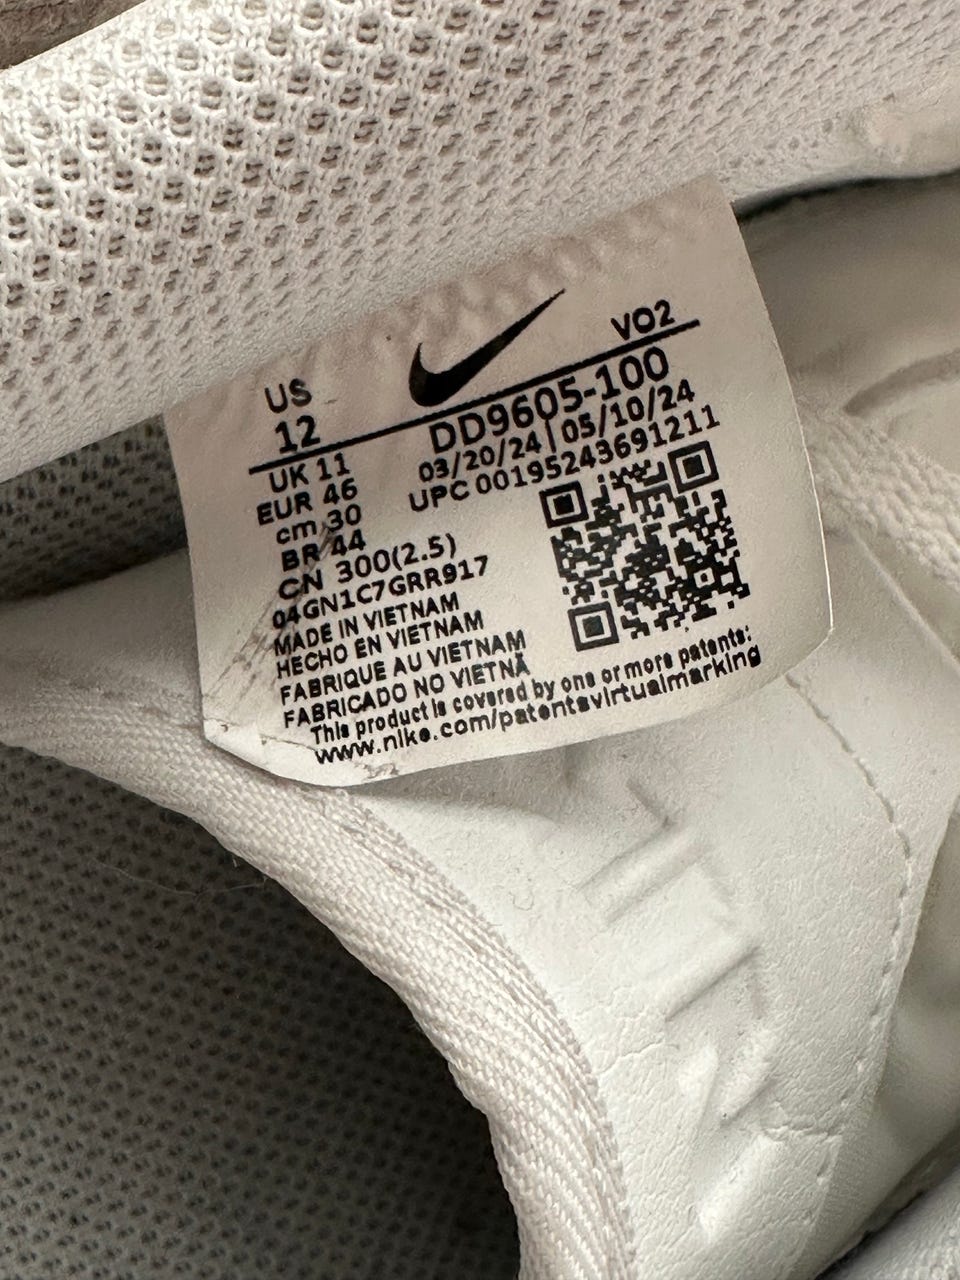 US
12
VO2
UK 11
EUR 46
cm 30
BR 44
CN 300(2.5)
04GN1C7GRR917
DD9605-100
03/20/24 | 05/10/24
UPC 00195243691211
MADE IN VIETNAM
HECHO EN VIETNAM
FABRIQUE AU VIETNAM
FABRICADO NO VIETNÃ
This product is covered by one or more patents:
www.nike.com/patentsvirtualmarking